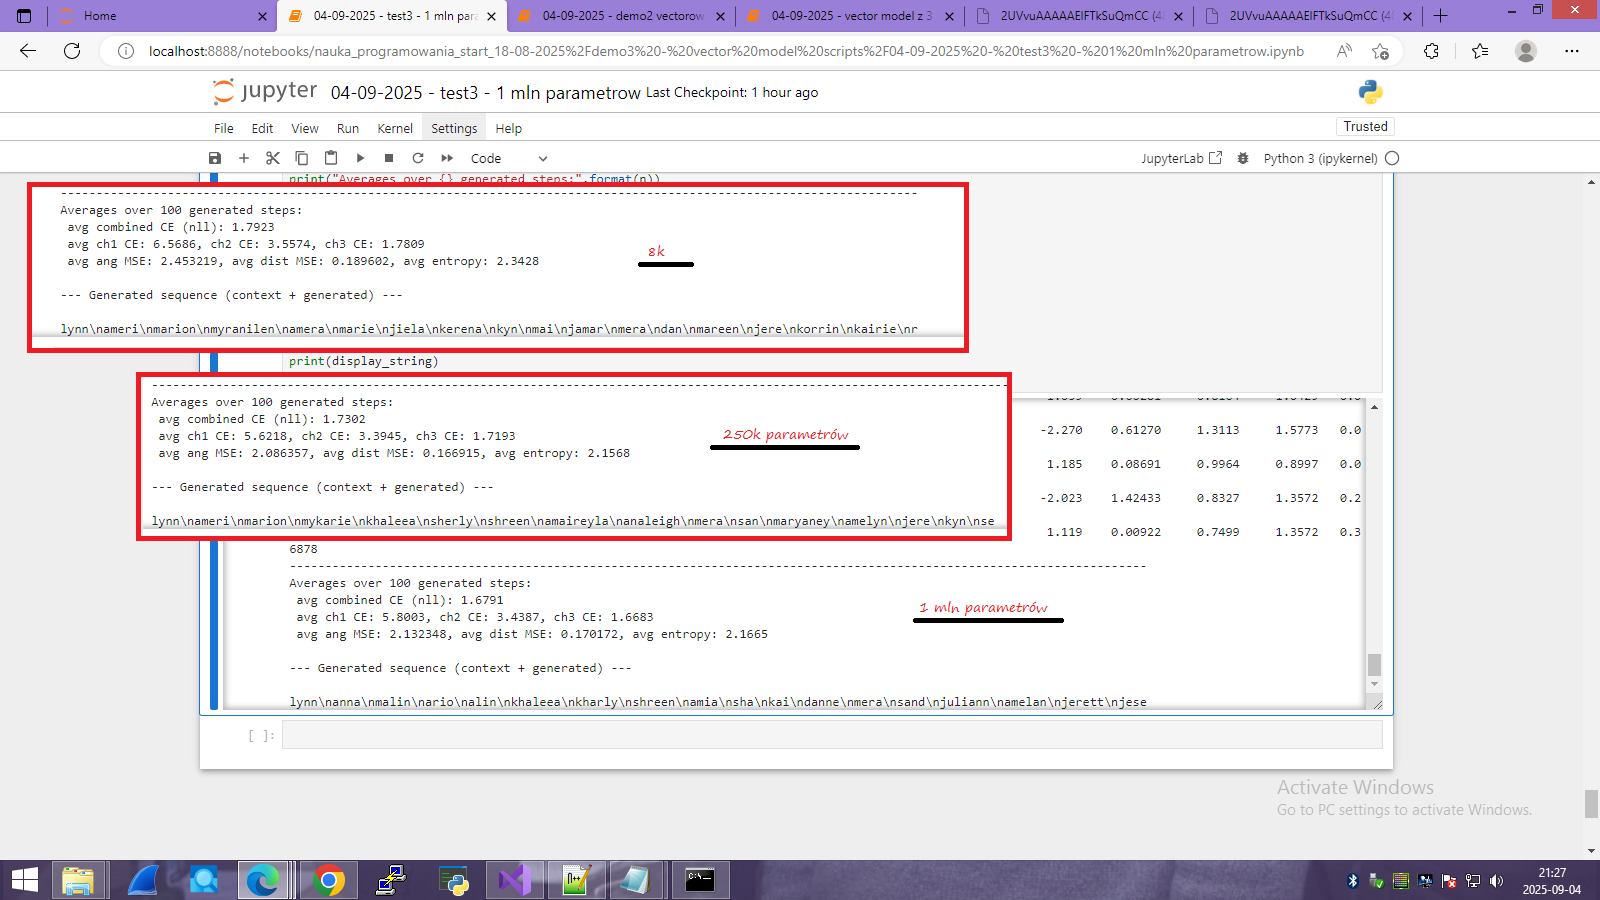 Home
04-09-2025 - test3 - 1 mln para
04-09-2025 - demo2 vectorow
04-09-2025 - vector model z 3
2UVvuAAAAAElFTkSuQmCC (4
2UVvuAAAAAElFTkSuQmCC (48
localhost:8888/notebooks/nauka_programowania_start_18-08-2025%2Fdemo3%20-%20vector%20model%20scripts%2F04-09-2025%20-%20test3%20-%201%20mln%20parametrow.ipynb
jupyter 04-09-2025 - test3 - 1 mln parametrow Last Checkpoint: 1 hour ago
File Edit View Run Kernel Settings Help
Trusted
Code
JupyterLab
Python 3 (ipykernel)
print("Averages over {} generated steps:".format(n))
--------------------------------------------------------------------------------------------------------------------
Averages over 100 generated steps:
avg combined CE (nll): 1.7923
avg ch1 CE: 6.5686, ch2 CE: 3.5574, ch3 CE: 1.7809
8k
avg ang MSE: 2.453219, avg dist MSE: 0.189602, avg entropy: 2.3428
--- Generated sequence (context + generated) ---
lynn\nameri\nmarion\nmyranilen\namera\nmarie\njiela\nkerena\nkyn\nmai\njamar\nmera\ndan\nmareen\njere\nkorrin\nkairie\nr
print(display_string)
--------------------------------------------------------------------------------------------------------------------
Averages over 100 generated steps:
avg combined CE (nll): 1.7302
avg ch1 CE: 5.6218, ch2 CE: 3.3945, ch3 CE: 1.7193
250k parametrów
avg ang MSE: 2.086357, avg dist MSE: 0.166915, avg entropy: 2.1568
--- Generated sequence (context + generated) ---
lynn\nameri\nmarion\nmykarie\nkhaleea\nsherly\nshreen\namaireyla\nanaleigh\nmera\nsan\nmaryaney\namelyn\njere\nkyn\nse
-2.270 0.61270 1.3113 1.5773 0.0
1.185 0.08691 0.9964 0.8997 0.0
-2.023 1.42433 0.8327 1.3572 0.2
1.119 0.00922 0.7499 1.3572 0.3
6878
--------------------------------------------------------------------------------------------------------------------
Averages over 100 generated steps:
avg combined CE (nll): 1.6791
1 mln parametrów
avg ch1 CE: 5.8003, ch2 CE: 3.4387, ch3 CE: 1.6683
avg ang MSE: 2.132348, avg dist MSE: 0.170172, avg entropy: 2.1665
--- Generated sequence (context + generated) ---
lynn\nanna\nmalin\nario\nalin\nkhaleea\nkharly\nshreen\namia\nsha\nkai\ndanne\nmera\nsand\njuliann\namelan\njerett\njese
[ ]:
Activate Windows
Go to PC settings to activate Windows.
21:27
2025-09-04